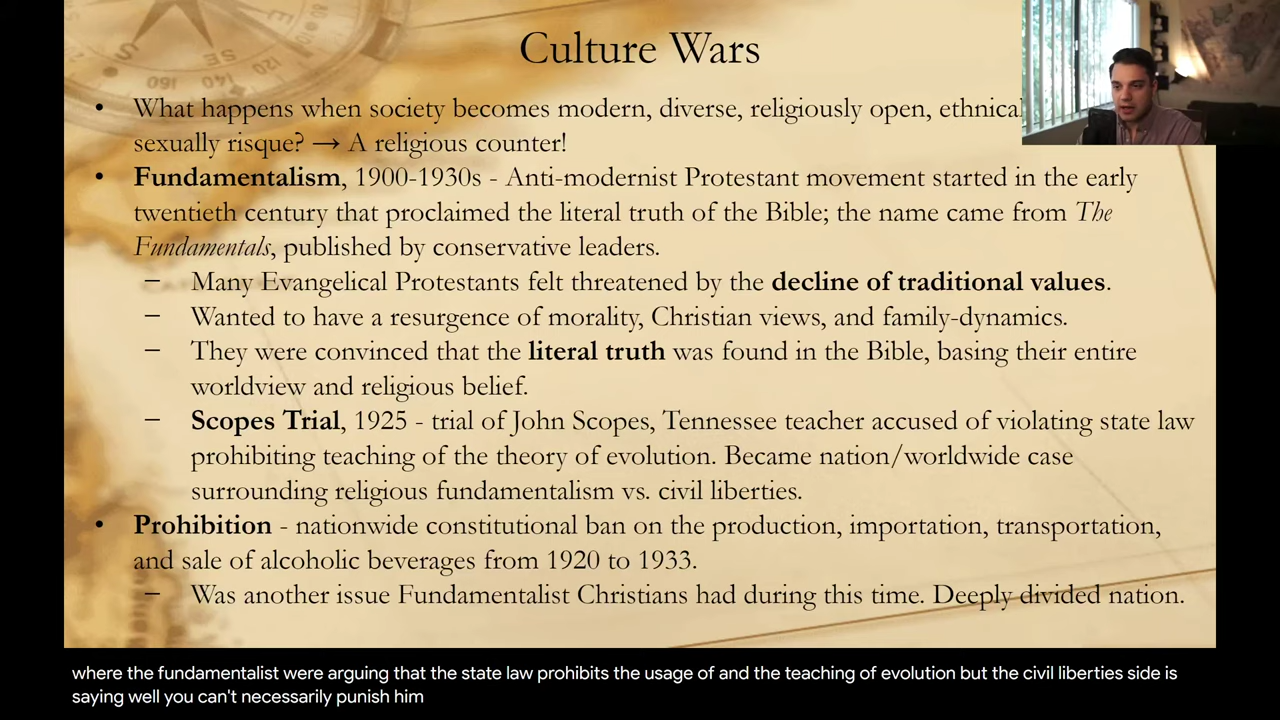 Culture Wars
• What happens when society becomes modern, diverse, religiously open,
sexually risque? → A religious counter!
• Fundamentalism, 1900-1930s - Anti-modernist Protestant movement started in the early
twentieth century that proclaimed the literal truth of the Bible; the name came from The
Fundamentals, published by conservative leaders.
– Many Evangelical Protestants felt threatened by the decline of traditional values.
– Wanted to have a resurgence of morality, Christian views, and family-dynamics.
– They were convinced that the literal truth was found in the Bible, basing their entire
worldview and religious belief.
– Scopes Trial, 1925 - trial of John Scopes, Tennessee teacher accused of violating state law
prohibiting teaching of the theory of evolution. Became nation/worldwide case
surrounding religious fundamentalism vs. civil liberties.
• Prohibition - nationwide constitutional ban on the production, importation, transportation,
and sale of alcoholic beverages from 1920 to 1933.
– Was another issue Fundamentalist Christians had during this time. Deeply divided nation.
where the fundamentalist were arguing that the state law prohibits the usage of and the teaching of evolution but the civil liberties side is
saying well you can't necessarily punish him